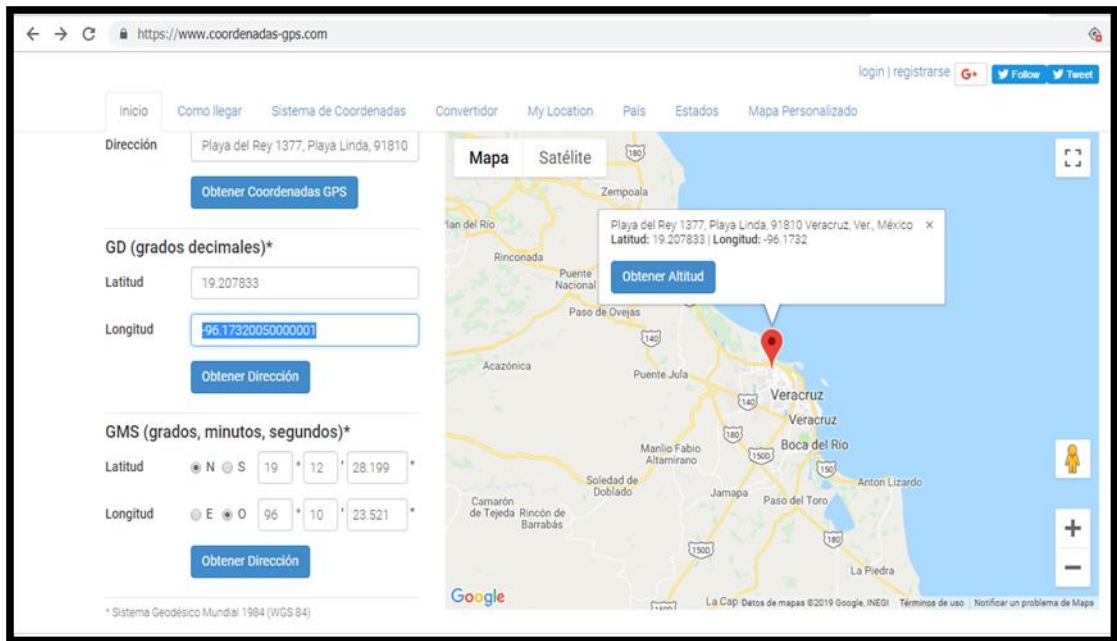 https://www.coordenadas-gps.com
login | registrarse G+ Follow Tweet
Inicio Como llegar Sistema de Coordenadas Convertidor My Location País Estados Mapa Personalizado
Dirección Playa del Rey 1377, Playa Linda, 91810
Obtener Coordenadas GPS
GD (grados decimales)*
Latitud 19.207833
Longitud -96.17320050000001
Obtener Dirección
GMS (grados, minutos, segundos)*
Latitud N S 19 ° 12 ' 28.199 "
Longitud E O 96 ° 10 ' 23.521 "
Obtener Dirección
* Sistema Geodésico Mundial 1984 (WGS 84)
Mapa Satélite
180
Zempoala
Plan del Río
Playa del Rey 1377, Playa Linda, 91810 Veracruz, Ver., México ×
Latitud: 19.207833 | Longitud: -96.1732
Obtener Altitud
Rinconada
Puente
Nacional
Paso de Ovejas
140
Acazónica
Puente Jula
140
Veracruz
Veracruz
180
Boca del Río
Manlio Fabio
Altamirano
1500
150
Soledad de
Doblado
Anton Lizardo
Jamapa
Paso del Toro
Camarón
de Tejeda
Rincón de
Barrabás
180
1500
La Piedra
Google
La Cap
Datos de mapas ©2019 Google, INEGI Términos de uso Notificar un problema de Maps